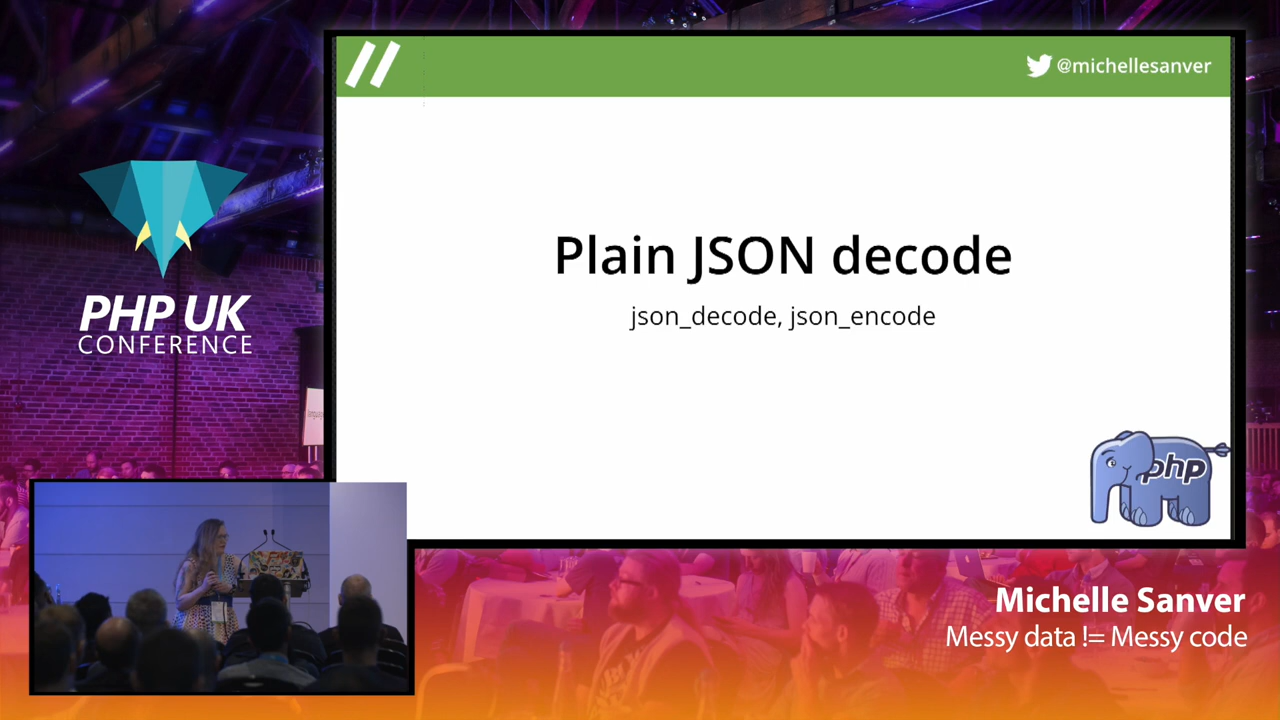 @michellesanver
Plain JSON decode
json_decode, json_encode
php
PHP UK
CONFERENCE
Michelle Sanver
Messy data != Messy code